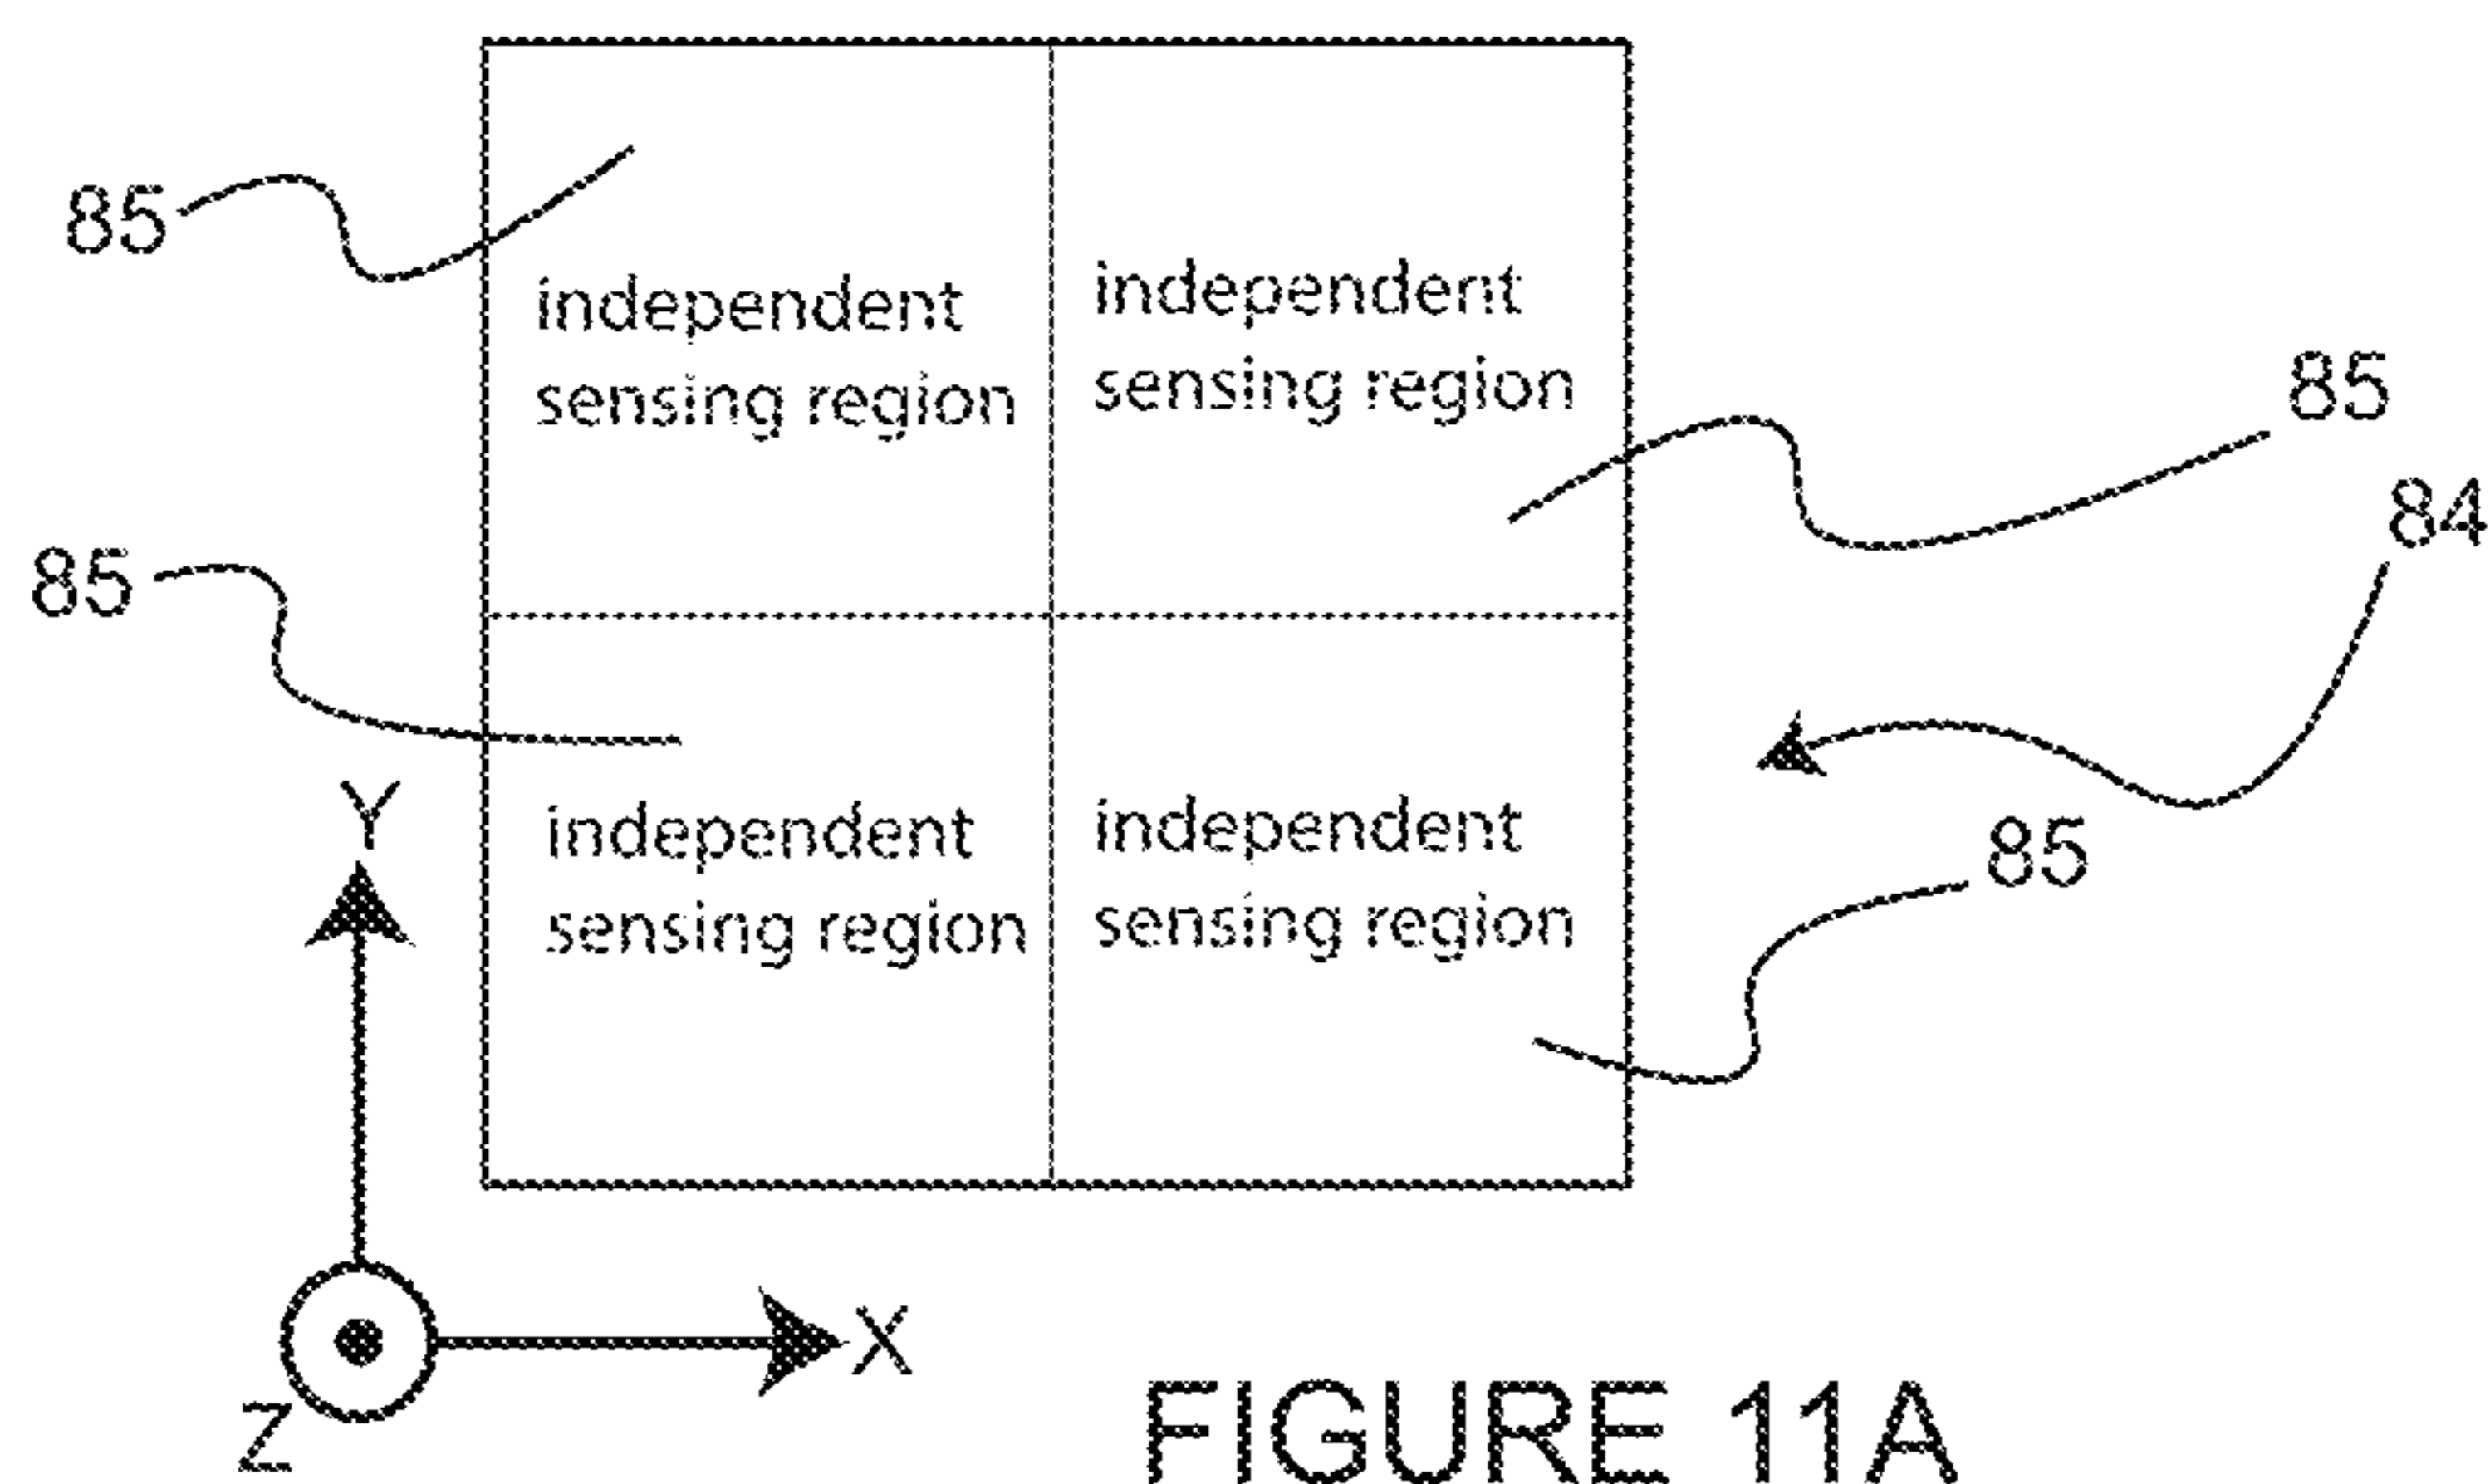 85
independent
sensing region
independent
sensing region
85
84
85
independent
sensing region
independent
sensing region
85
Y
X
Z
FIGURE 11A